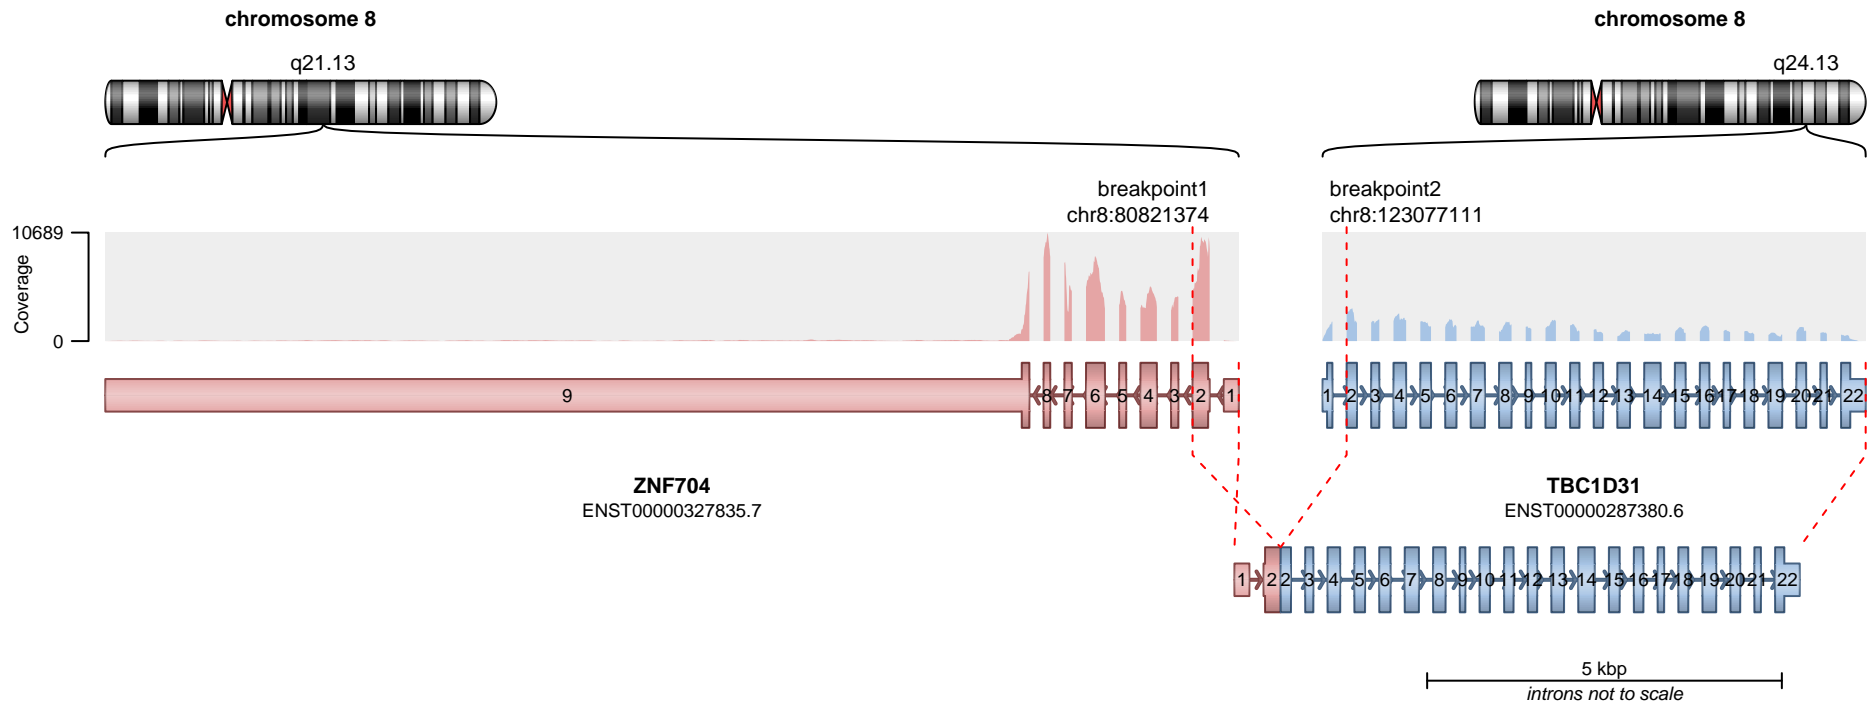 chromosome 8
chromosome 8
q21.13
q24.13
breakpoint1
chr8:80821374
breakpoint2
chr8:123077111
10689
Coverage
0
9 8 7 6 5 4 3 2 1
1 2 3 4 5 6 7 8 9 10 11 12 13 14 15 16 17 18 19 20 21 22
ZNF704
ENST00000327835.7
TBC1D31
ENST00000287380.6
1 2 2 3 4 5 6 7 8 9 10 11 12 13 14 15 16 17 18 19 20 21 22
5 kbp
introns not to scale